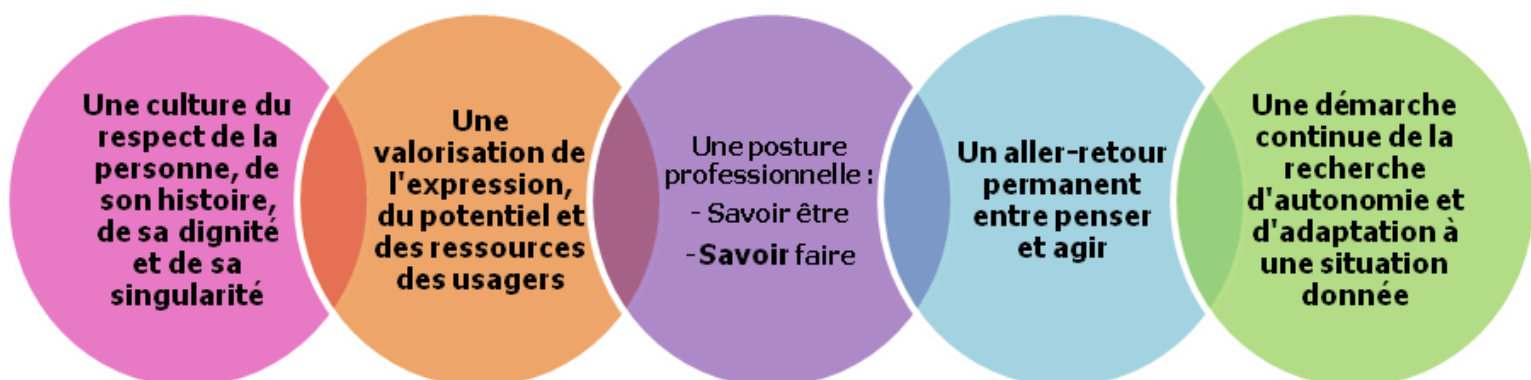 Une culture du
respect de la
personne, de
son histoire,
de sa dignité
et de sa
singularité
Une
valorisation de
l'expression,
du potentiel et
des ressources
des usagers
Une posture
professionnelle :
- Savoir être
- Savoir faire
Un aller-retour
permanent
entre penser
et agir
Une démarche
continue de la
recherche
d'autonomie et
d'adaptation à
une situation
donnée